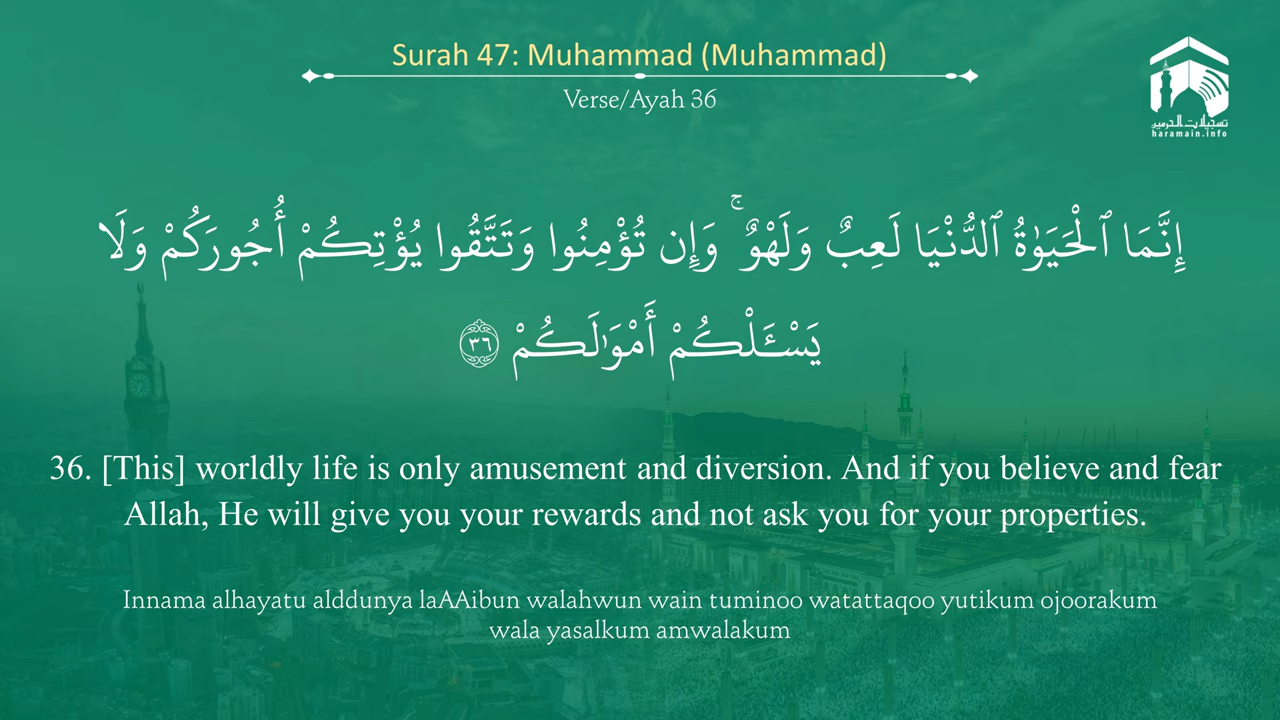 Surah 47: Muhammad (Muhammad)
Verse/Ayah 36
تسجيلات الحرمين
haramain.info
إِنَّمَا ٱلْحَيَوٰةُ ٱلدُّنْيَا لَعِبٌ وَلَهْوٌ ۚ وَإِن تُؤْمِنُوا وَتَتَّقُوا يُؤْتِكُمْ أُجُورَكُمْ وَلَا
يَسْـَٔلْكُمْ أَمْوَٰلَكُمْ ٣٦
36. [This] worldly life is only amusement and diversion. And if you believe and fear
Allah, He will give you your rewards and not ask you for your properties.
Innama alhayatu alddunya laAAibun walahwun wain tuminoo watattaqoo yutikum ojoorakum
wala yasalkum amwalakum